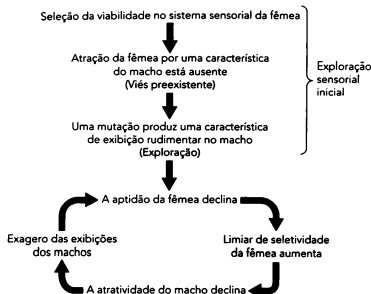 Seleção da viabilidade no sistema sensorial da fêmea
Atração da fêmea por uma característica
do macho está ausente
(Viés preexistente)
Exploração
sensorial
inicial
Uma mutação produz uma característica
de exibição rudimentar no macho
(Exploração)
A aptidão da fêmea declina
Exagero das exibições
dos machos
Limiar de seletividade
da fêmea aumenta
A atratividade do macho declina